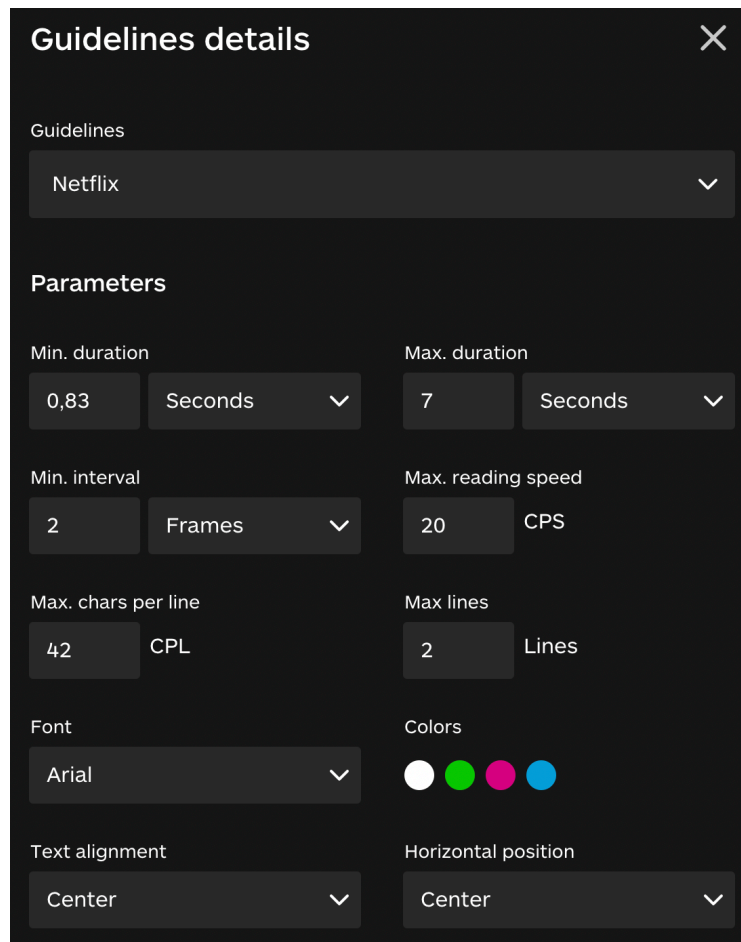 Guidelines details
Guidelines
Netflix
Parameters
Min. duration Max. duration
0,83 Seconds 7 Seconds
Min. interval Max. reading speed
2 Frames 20 CPS
Max. chars per line Max lines
42 CPL 2 Lines
Font Colors
Arial
Text alignment Horizontal position
Center Center